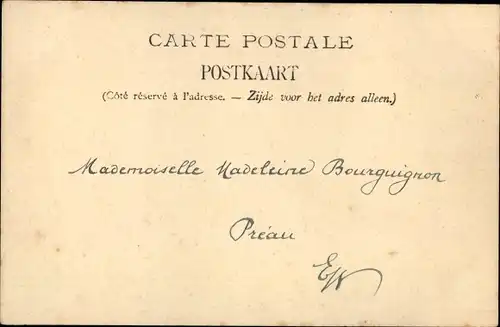 CARTE POSTALE
POSTKAART
(Côté réservé à l'adresse. — Zijde voor het adres alleen.)
Mademoiselle Madeleine Bourguignon
Préau
E/V